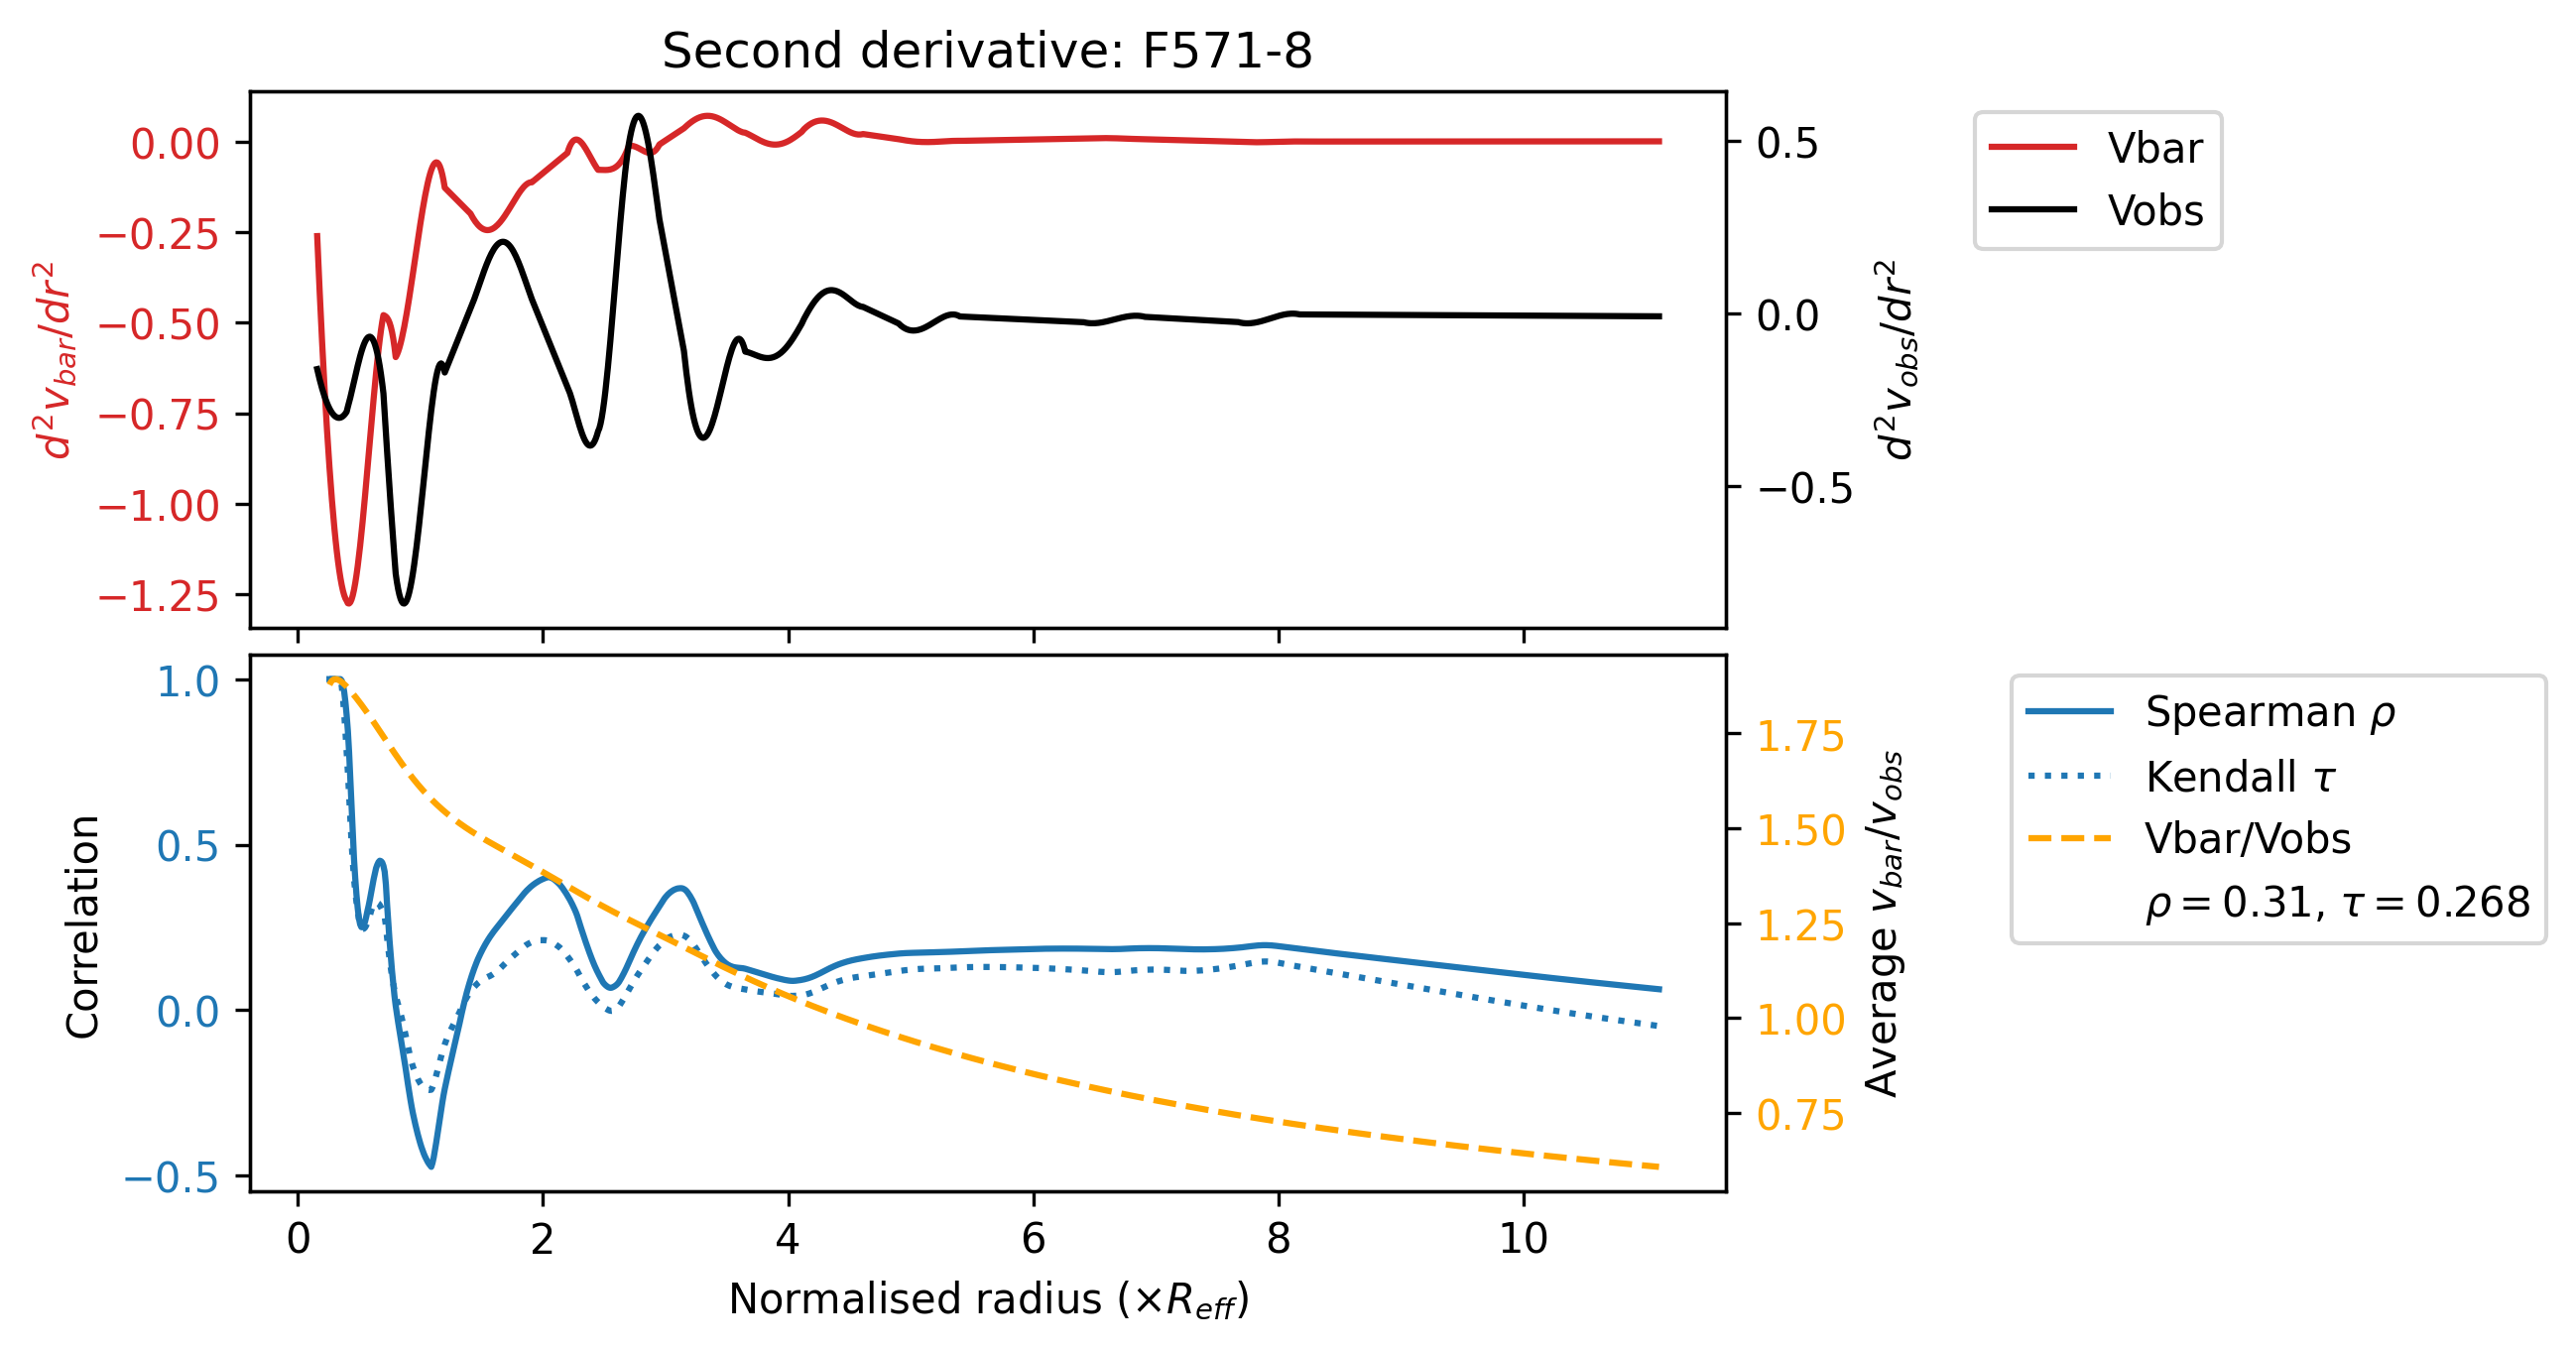 Second derivative: F571-8
d²v_bar/dr²
0.00
−0.25
−0.50
−0.75
−1.00
−1.25
0.5
0.0
−0.5
d²v_obs/dr²
Vbar
Vobs
Correlation
1.0
0.5
0.0
−0.5
1.75
1.50
1.25
1.00
0.75
Average v_bar/v_obs
Spearman ρ
Kendall τ
Vbar/Vobs
ρ = 0.31, τ = 0.268
0 2 4 6 8 10
Normalised radius (×R_eff)